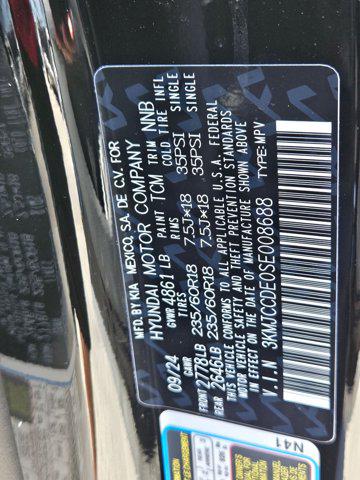 MFD. BY KIA MEXICO, S.A. DE C.V. FOR
HYUNDAI MOTOR COMPANY
09/24 GVWR 4861 LB PAINT TCM TRIM NNB
GAWR TIRES RIMS COLD TIRE INFL
FRONT 2778LB 235/60R18 7.5J×18 35PSI SINGLE
REAR 2646LB 235/60R18 7.5J×18 35PSI SINGLE
THIS VEHICLE CONFORMS TO ALL APPLICABLE U.S.A. FEDERAL
MOTOR VEHICLE SAFETY AND THEFT PREVENTION STANDARDS
IN EFFECT ON THE DATE OF MANUFACTURE SHOWN ABOVE
V.I.N: 3KMJCCDE0SE008688 TYPE:MPV
N41